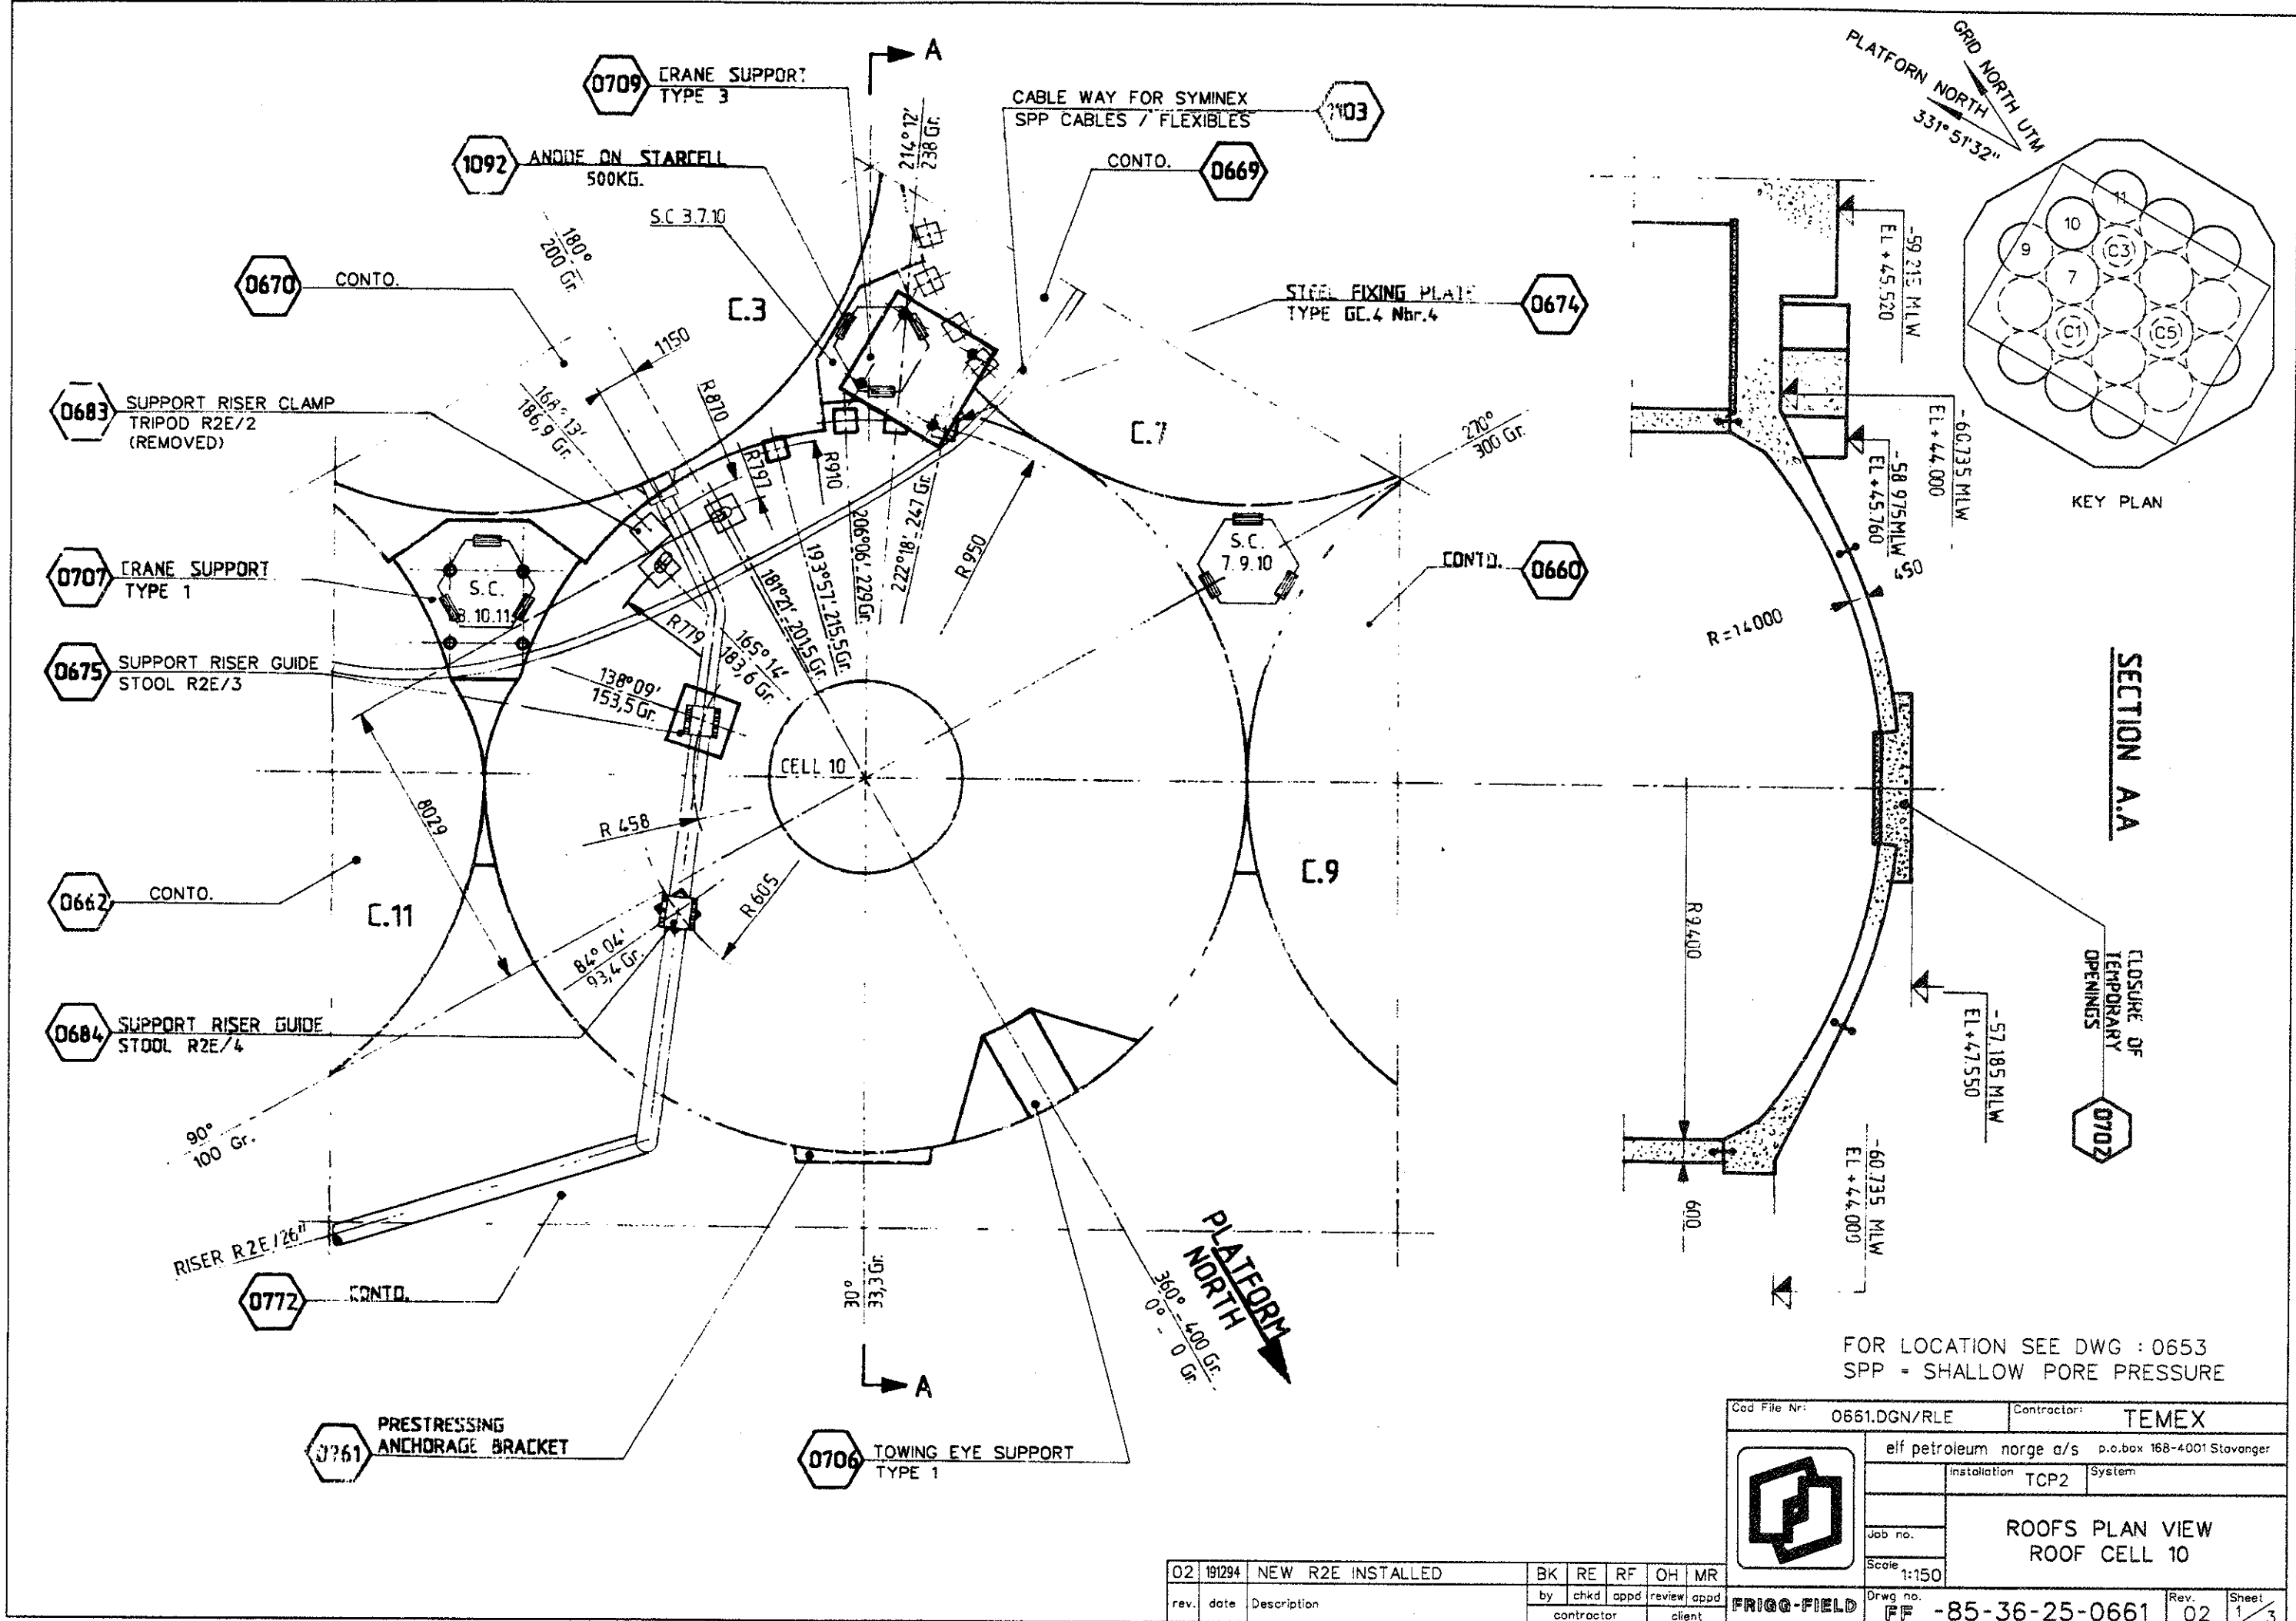 A
0709
CRANE SUPPORT
TYPE 3
CABLE WAY FOR SYMINEX
SPP CABLES / FLEXIBLES
1092
ANODE ON STARCELL
500KG.
214°12'
238 Gr.
CONTO.
0669
S.C 3.7.10
180°
200 Gr.
0670
CONTO.
C.3
STEEL FIXING PLATE
TYPE GC.4 Nbr.4
0674
1150
0683
SUPPORT RISER CLAMP
TRIPOD R2E/2
(REMOVED)
168°13'
186,9 Gr.
R870
R797
R910
C.7
270°
300 Gr.
R950
0707
CRANE SUPPORT
TYPE 1
S.C.
S.C.
7.9.10
CONTO.
0660
206°06'-229Gr.
222°18'-247 Gr.
193°57'-215,5Gr.
181°21'-201,5Gr.
165°14'
183,6 Gr.
R779
0675
SUPPORT RISER GUIDE
STOOL R2E/3
138°09'
153,5 Gr.
CELL 10
8029
R 458
R 605
0662
CONTO.
C.11
C.9
84° 04'
93,4 Gr.
0684
SUPPORT RISER GUIDE
STOOL R2E/4
90°
100 Gr.
RISER R2E/26"
0772
CONTO.
30°
33,3 Gr.
PLATFORM
NORTH
360° - 400 Gr.
0° - 0 Gr.
A
0761
PRESTRESSING
ANCHORAGE BRACKET
0706
TOWING EYE SUPPORT
TYPE 1
PLATFORN NORTH
331°51'32"
GRID NORTH UTM
11
10
9
C3
7
C1
C5
KEY PLAN
-59.215 MLW
EL +45.520
-60.735 MLW
EL +44.000
-58.975MLW
EL +45.760
450
R=14000
SECTION A.A
R9.400
CLOSURE OF
TEMPORARY
OPENINGS
0702
-57.185 MLW
EL+47.550
-60.735 MLW
EL +44.000
600
FOR LOCATION SEE DWG : 0653
SPP = SHALLOW PORE PRESSURE
Cad File Nr: 0661.DGN/RLE
Contractor: TEMEX
elf petroleum norge a/s p.o.box 168-4001 Stavanger
Installation TCP2
System
Job no.
ROOFS PLAN VIEW
ROOF CELL 10
Scale 1:150
FRIGG-FIELD
Drwg no. FF -85-36-25-0661
Rev. 02
Sheet
02 191294 NEW R2E INSTALLED BK RE RF OH MR
rev. date Description by chkd appd review appd
contractor client